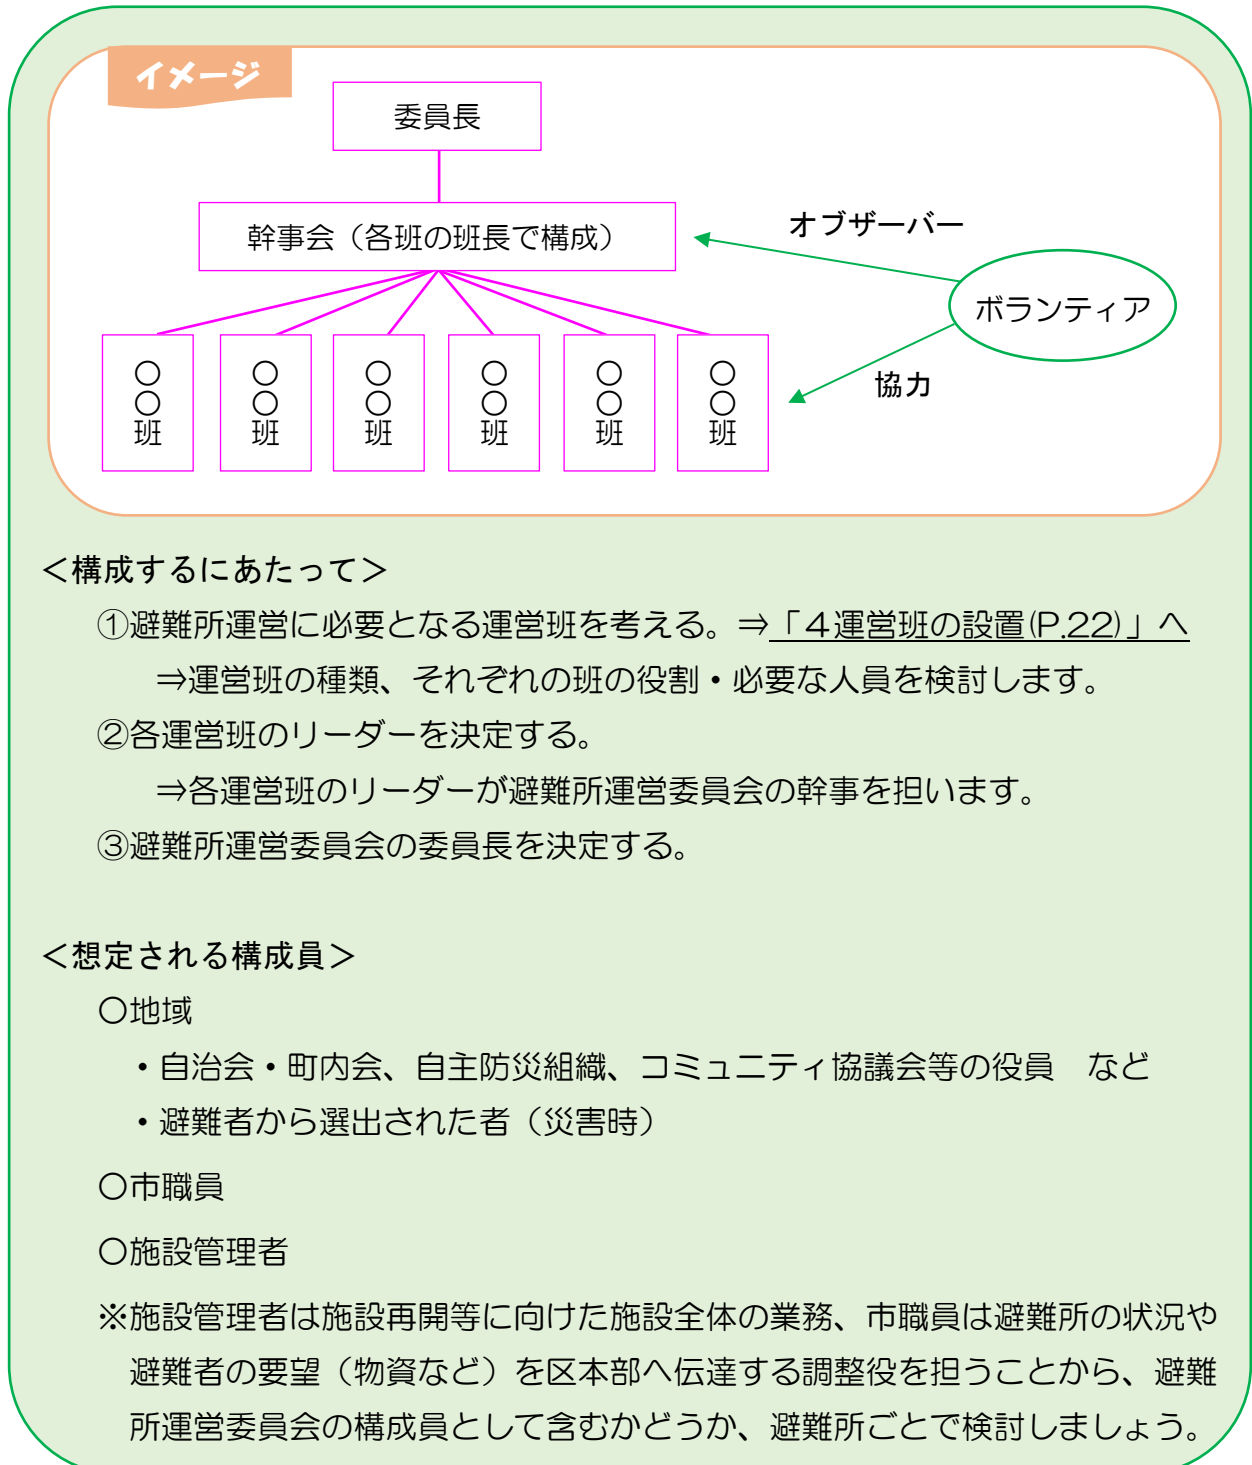 イメージ
委員長
幹事会（各班の班長で構成）
オブザーバー
ボランティア
協力
〇〇班
〇〇班
〇〇班
〇〇班
〇〇班
〇〇班
＜構成するにあたって＞
①避難所運営に必要となる運営班を考える。⇒「４運営班の設置(P.22)」へ
⇒運営班の種類、それぞれの班の役割・必要な人員を検討します。
②各運営班のリーダーを決定する。
⇒各運営班のリーダーが避難所運営委員会の幹事を担います。
③避難所運営委員会の委員長を決定する。
＜想定される構成員＞
〇地域
・自治会・町内会、自主防災組織、コミュニティ協議会等の役員　など
・避難者から選出された者（災害時）
〇市職員
〇施設管理者
※施設管理者は施設再開等に向けた施設全体の業務、市職員は避難所の状況や
避難者の要望（物資など）を区本部へ伝達する調整役を担うことから、避難
所運営委員会の構成員として含むかどうか、避難所ごとで検討しましょう。